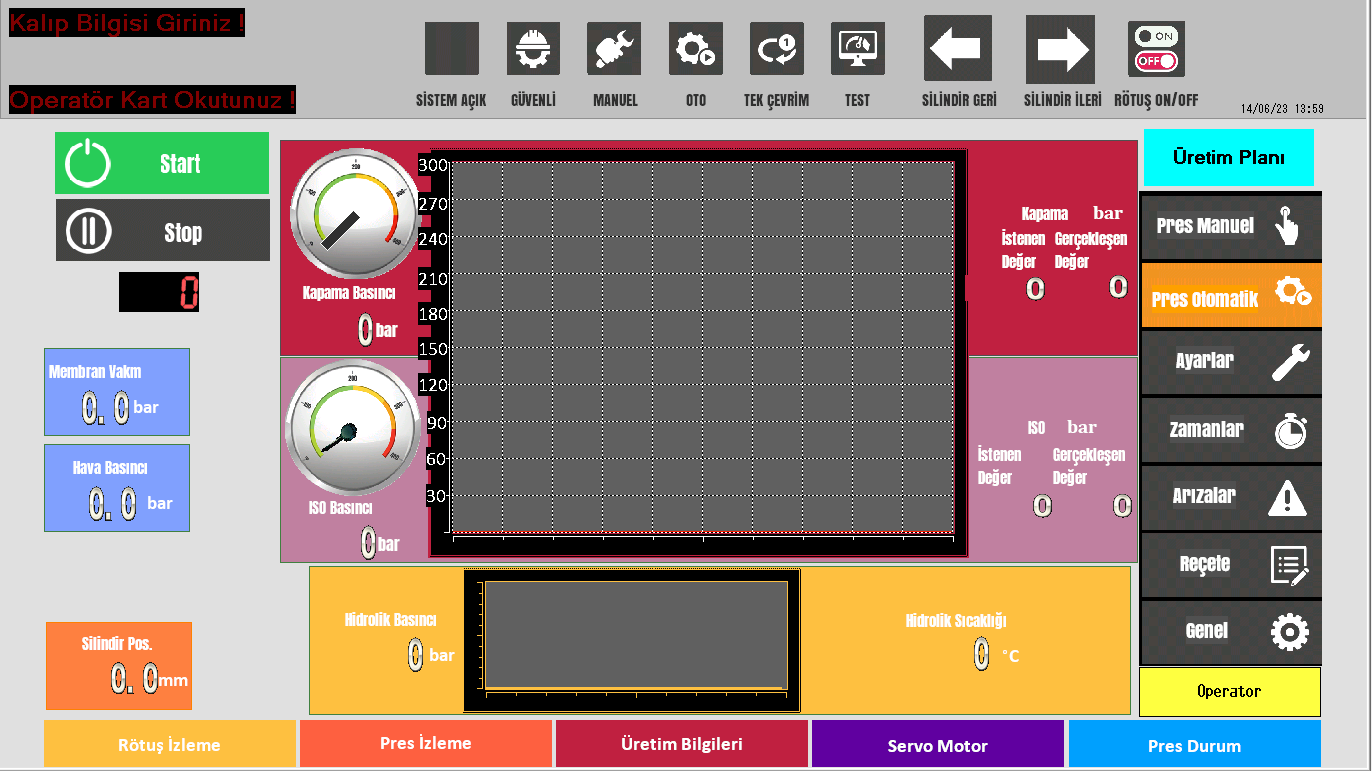 Kalıp Bilgisi Giriniz !
Operatör Kart Okutunuz !
SİSTEM AÇIK
GÜVENLİ
MANUEL
OTO
1
TEK ÇEVRİM
TEST
SİLİNDİR GERİ
SİLİNDİR İLERİ
ON
OFF
RÖTUŞ ON/OFF
14/06/23 13:59
Start
Stop
0
Membran Vakm
0.0 bar
Hava Basıncı
0.0 bar
Silindir Pos.
0.0mm
200
Kapama Basıncı
0 bar
200
ISO Basıncı
0 bar
300
270
240
210
180
150
120
90
60
30
Kapama bar
İstenen Gerçekleşen
Değer Değer
0 0
ISO bar
İstenen Gerçekleşen
Değer Değer
0 0
Hidrolik Basıncı
0 bar
Hidrolik Sıcaklığı
0 °C
Üretim Planı
Pres Manuel
Pres Otomatik
Ayarlar
Zamanlar
Arızalar
Reçete
Genel
Operator
Rötuş İzleme
Pres İzleme
Üretim Bilgileri
Servo Motor
Pres Durum